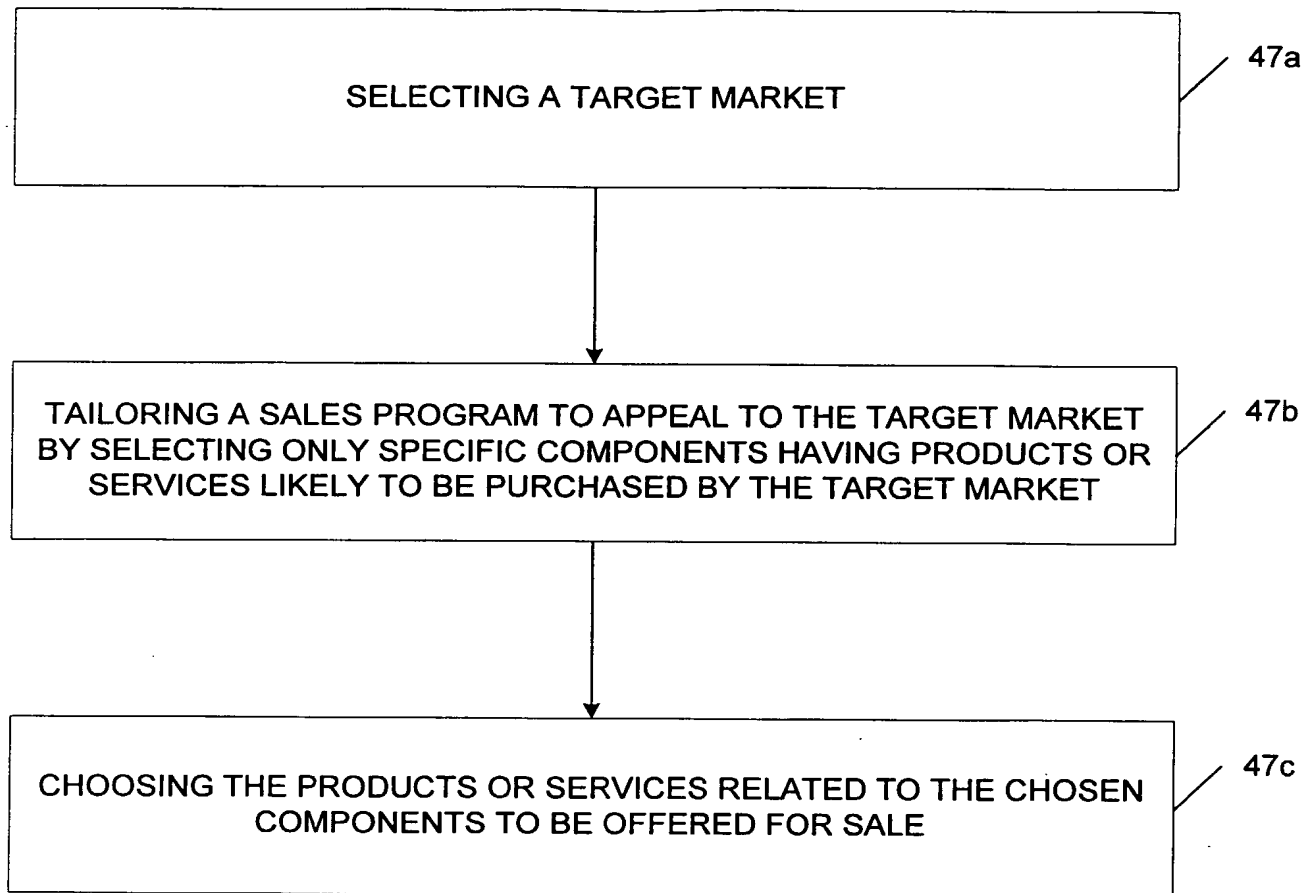 47a
SELECTING A TARGET MARKET
47b
TAILORING A SALES PROGRAM TO APPEAL TO THE TARGET MARKET
BY SELECTING ONLY SPECIFIC COMPONENTS HAVING PRODUCTS OR
SERVICES LIKELY TO BE PURCHASED BY THE TARGET MARKET
47c
CHOOSING THE PRODUCTS OR SERVICES RELATED TO THE CHOSEN
COMPONENTS TO BE OFFERED FOR SALE